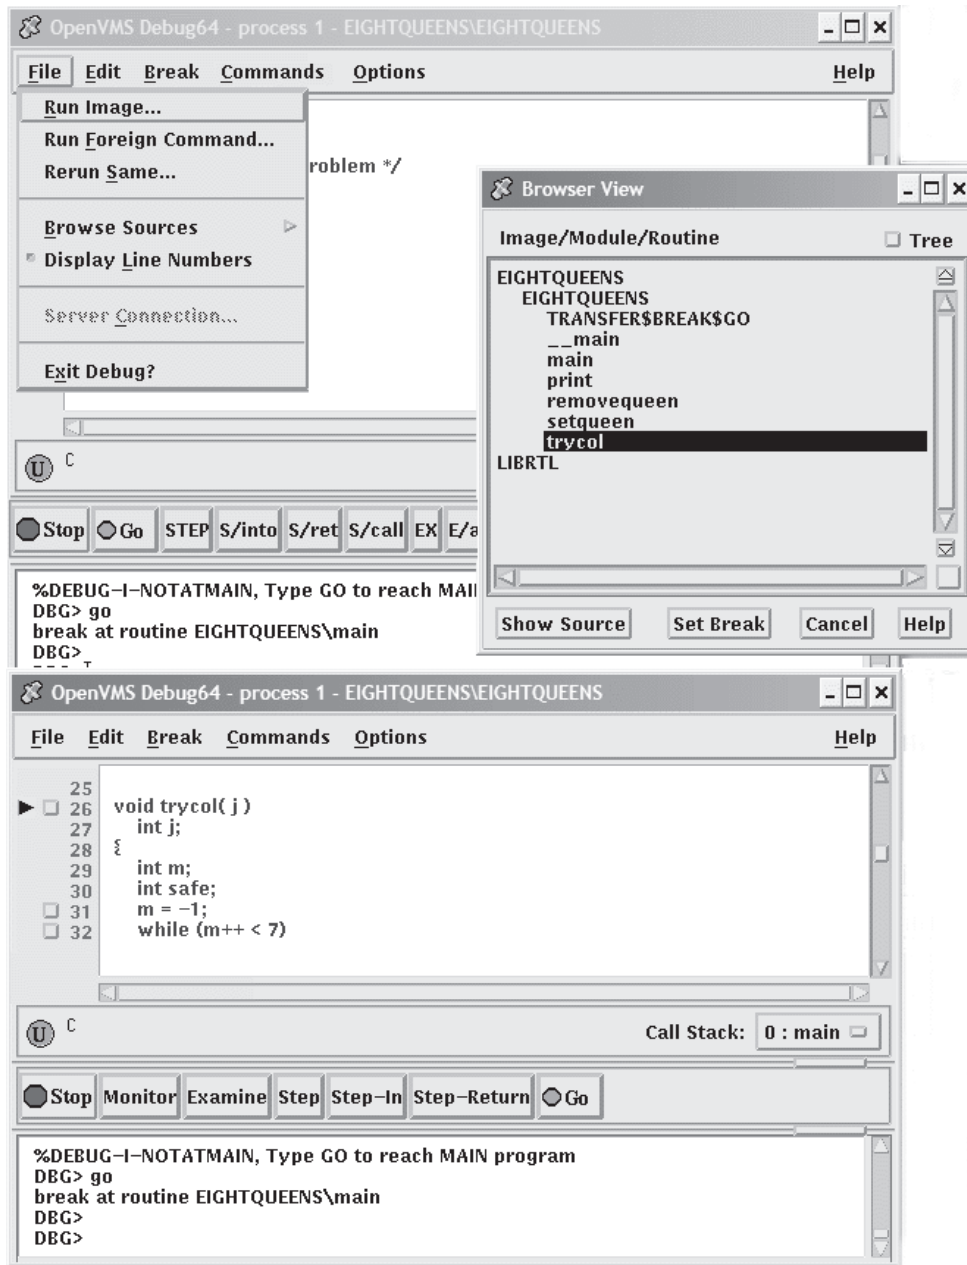 OpenVMS Debug64 - process 1 - EIGHTQUEENS\EIGHTQUEENS
File Edit Break Commands Options Help
Run Image...
Run Foreign Command...
Rerun Same...
Browse Sources
Display Line Numbers
Server Connection...
Exit Debug?
roblem */
U C
Stop Go STEP S/into S/ret S/call EX E/a
%DEBUG-I-NOTATMAIN, Type GO to reach MAI
DBG> go
break at routine EIGHTQUEENS\main
DBG>
Browser View
Image/Module/Routine Tree
EIGHTQUEENS
EIGHTQUEENS
TRANSFER$BREAK$GO
__main
main
print
removequeen
setqueen
trycol
LIBRTL
Show Source Set Break Cancel Help
OpenVMS Debug64 - process 1 - EIGHTQUEENS\EIGHTQUEENS
File Edit Break Commands Options Help
25
26 void trycol( j )
27 int j;
28 {
29 int m;
30 int safe;
31 m = -1;
32 while (m++ < 7)
U C Call Stack: 0 : main
Stop Monitor Examine Step Step-In Step-Return Go
%DEBUG-I-NOTATMAIN, Type GO to reach MAIN program
DBG> go
break at routine EIGHTQUEENS\main
DBG>
DBG>